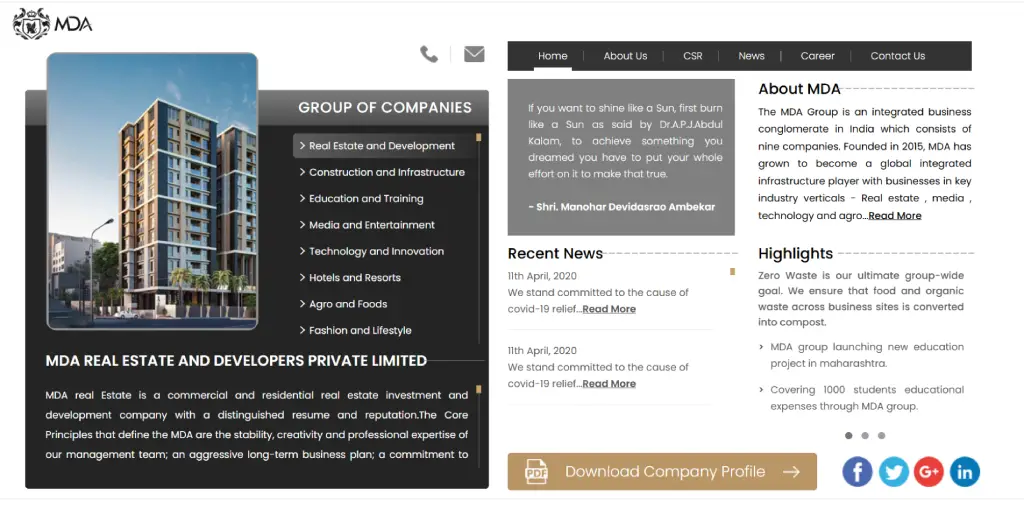 MDA
GROUP OF COMPANIES
Real Estate and Development
Construction and Infrastructure
Education and Training
Media and Entertainment
Technology and Innovation
Hotels and Resorts
Agro and Foods
Fashion and Lifestyle
MDA REAL ESTATE AND DEVELOPERS PRIVATE LIMITED
MDA real Estate is a commercial and residential real estate investment and
development company with a distinguished resume and reputation.The Core
Principles that define the MDA are the stability, creativity and professional expertise of
our management team; an aggressive long-term business plan; a commitment to
Home | About Us | CSR | News | Career | Contact Us
If you want to shine like a Sun, first burn
like a Sun as said by Dr.A.P.J.Abdul
Kalam, to achieve something you
dreamed you have to put your whole
effort on it to make that true.
- Shri. Manohar Devidasrao Ambekar
About MDA
The MDA Group is an integrated business
conglomerate in India which consists of
nine companies. Founded in 2015, MDA has
grown to become a global integrated
infrastructure player with businesses in key
industry verticals - Real estate , media ,
technology and agro...Read More
Recent News
11th April, 2020
We stand committed to the cause of
covid-19 relief...Read More
11th April, 2020
We stand committed to the cause of
covid-19 relief...Read More
Highlights
Zero Waste is our ultimate group-wide
goal. We ensure that food and organic
waste across business sites is converted
into compost.
MDA group launching new education
project in maharashtra.
Covering 1000 students educational
expenses through MDA group.
PDF Download Company Profile
f G+ in